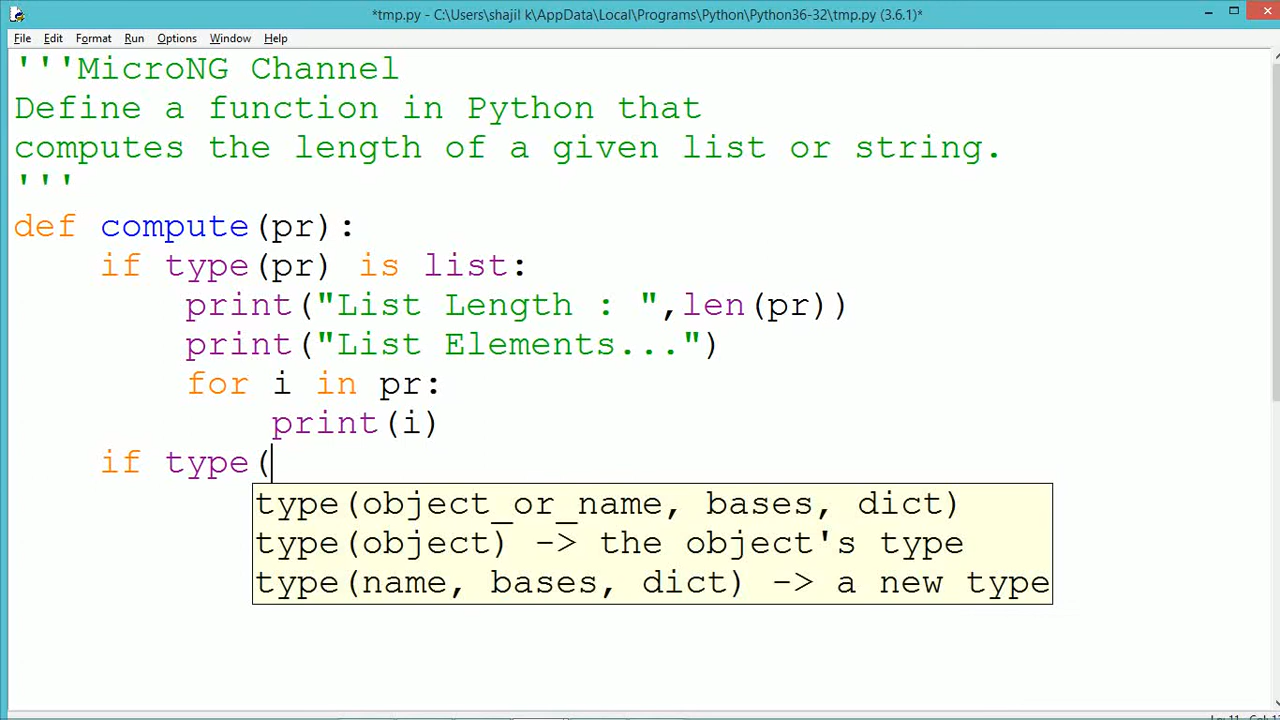 *tmp.py - C:\Users\shajil k\AppData\Local\Programs\Python\Python36-32\tmp.py (3.6.1)*
File Edit Format Run Options Window Help
'''MicroNG Channel
Define a function in Python that
computes the length of a given list or string.
'''
def compute(pr):
    if type(pr) is list:
        print("List Length : ",len(pr))
        print("List Elements...")
        for i in pr:
            print(i)
    if type(
type(object_or_name, bases, dict)
type(object) -> the object's type
type(name, bases, dict) -> a new type